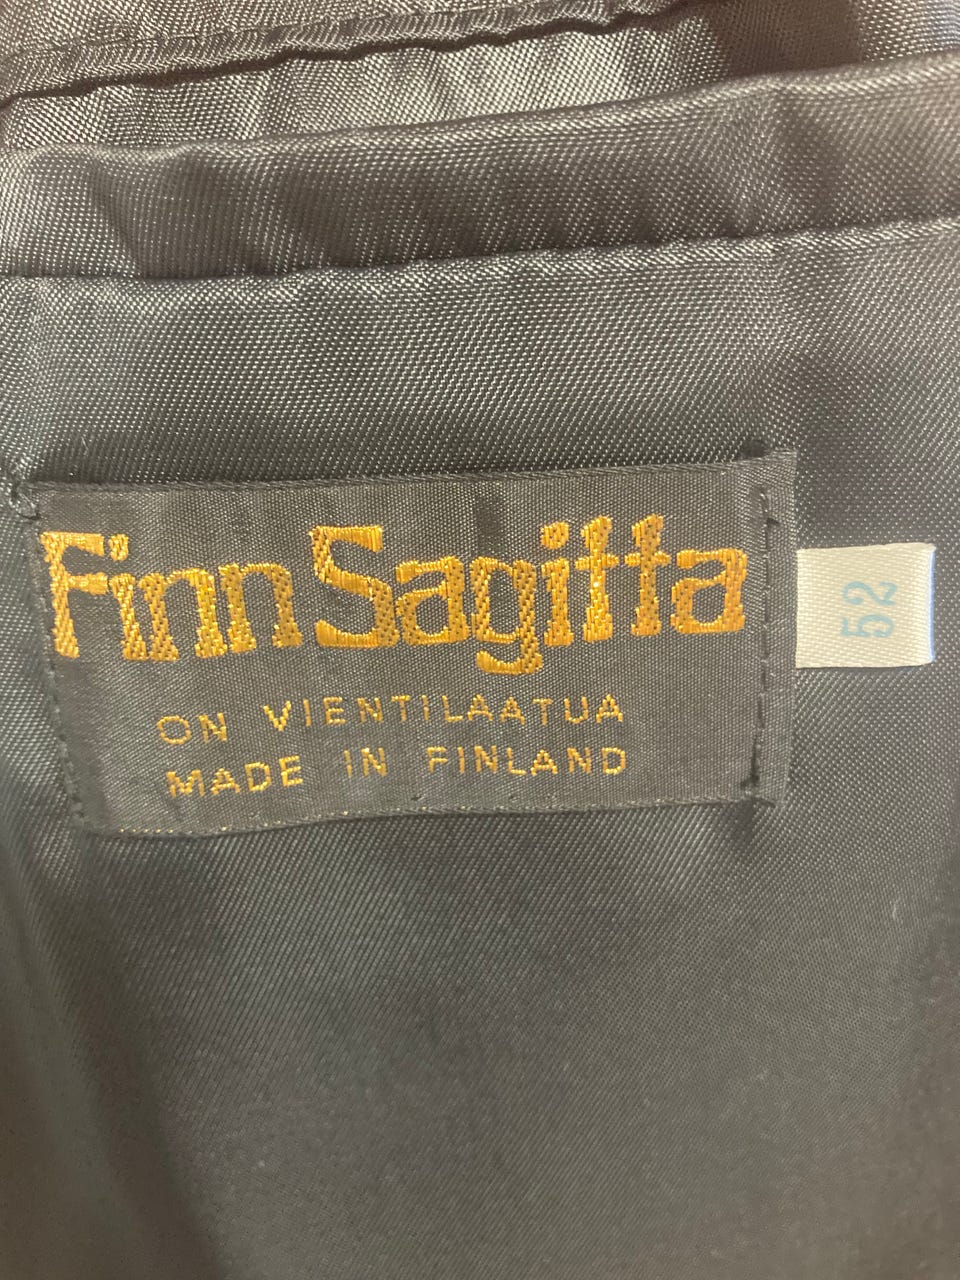 Finn Sagitta
ON VIENTILAATUA
MADE IN FINLAND
52